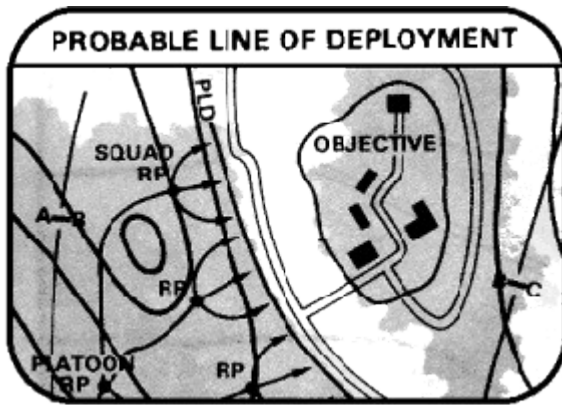 PROBABLE LINE OF DEPLOYMENT
PLD
SQUAD
RP
OBJECTIVE
A
B
RP
B
C
PLATOON
RP
RP